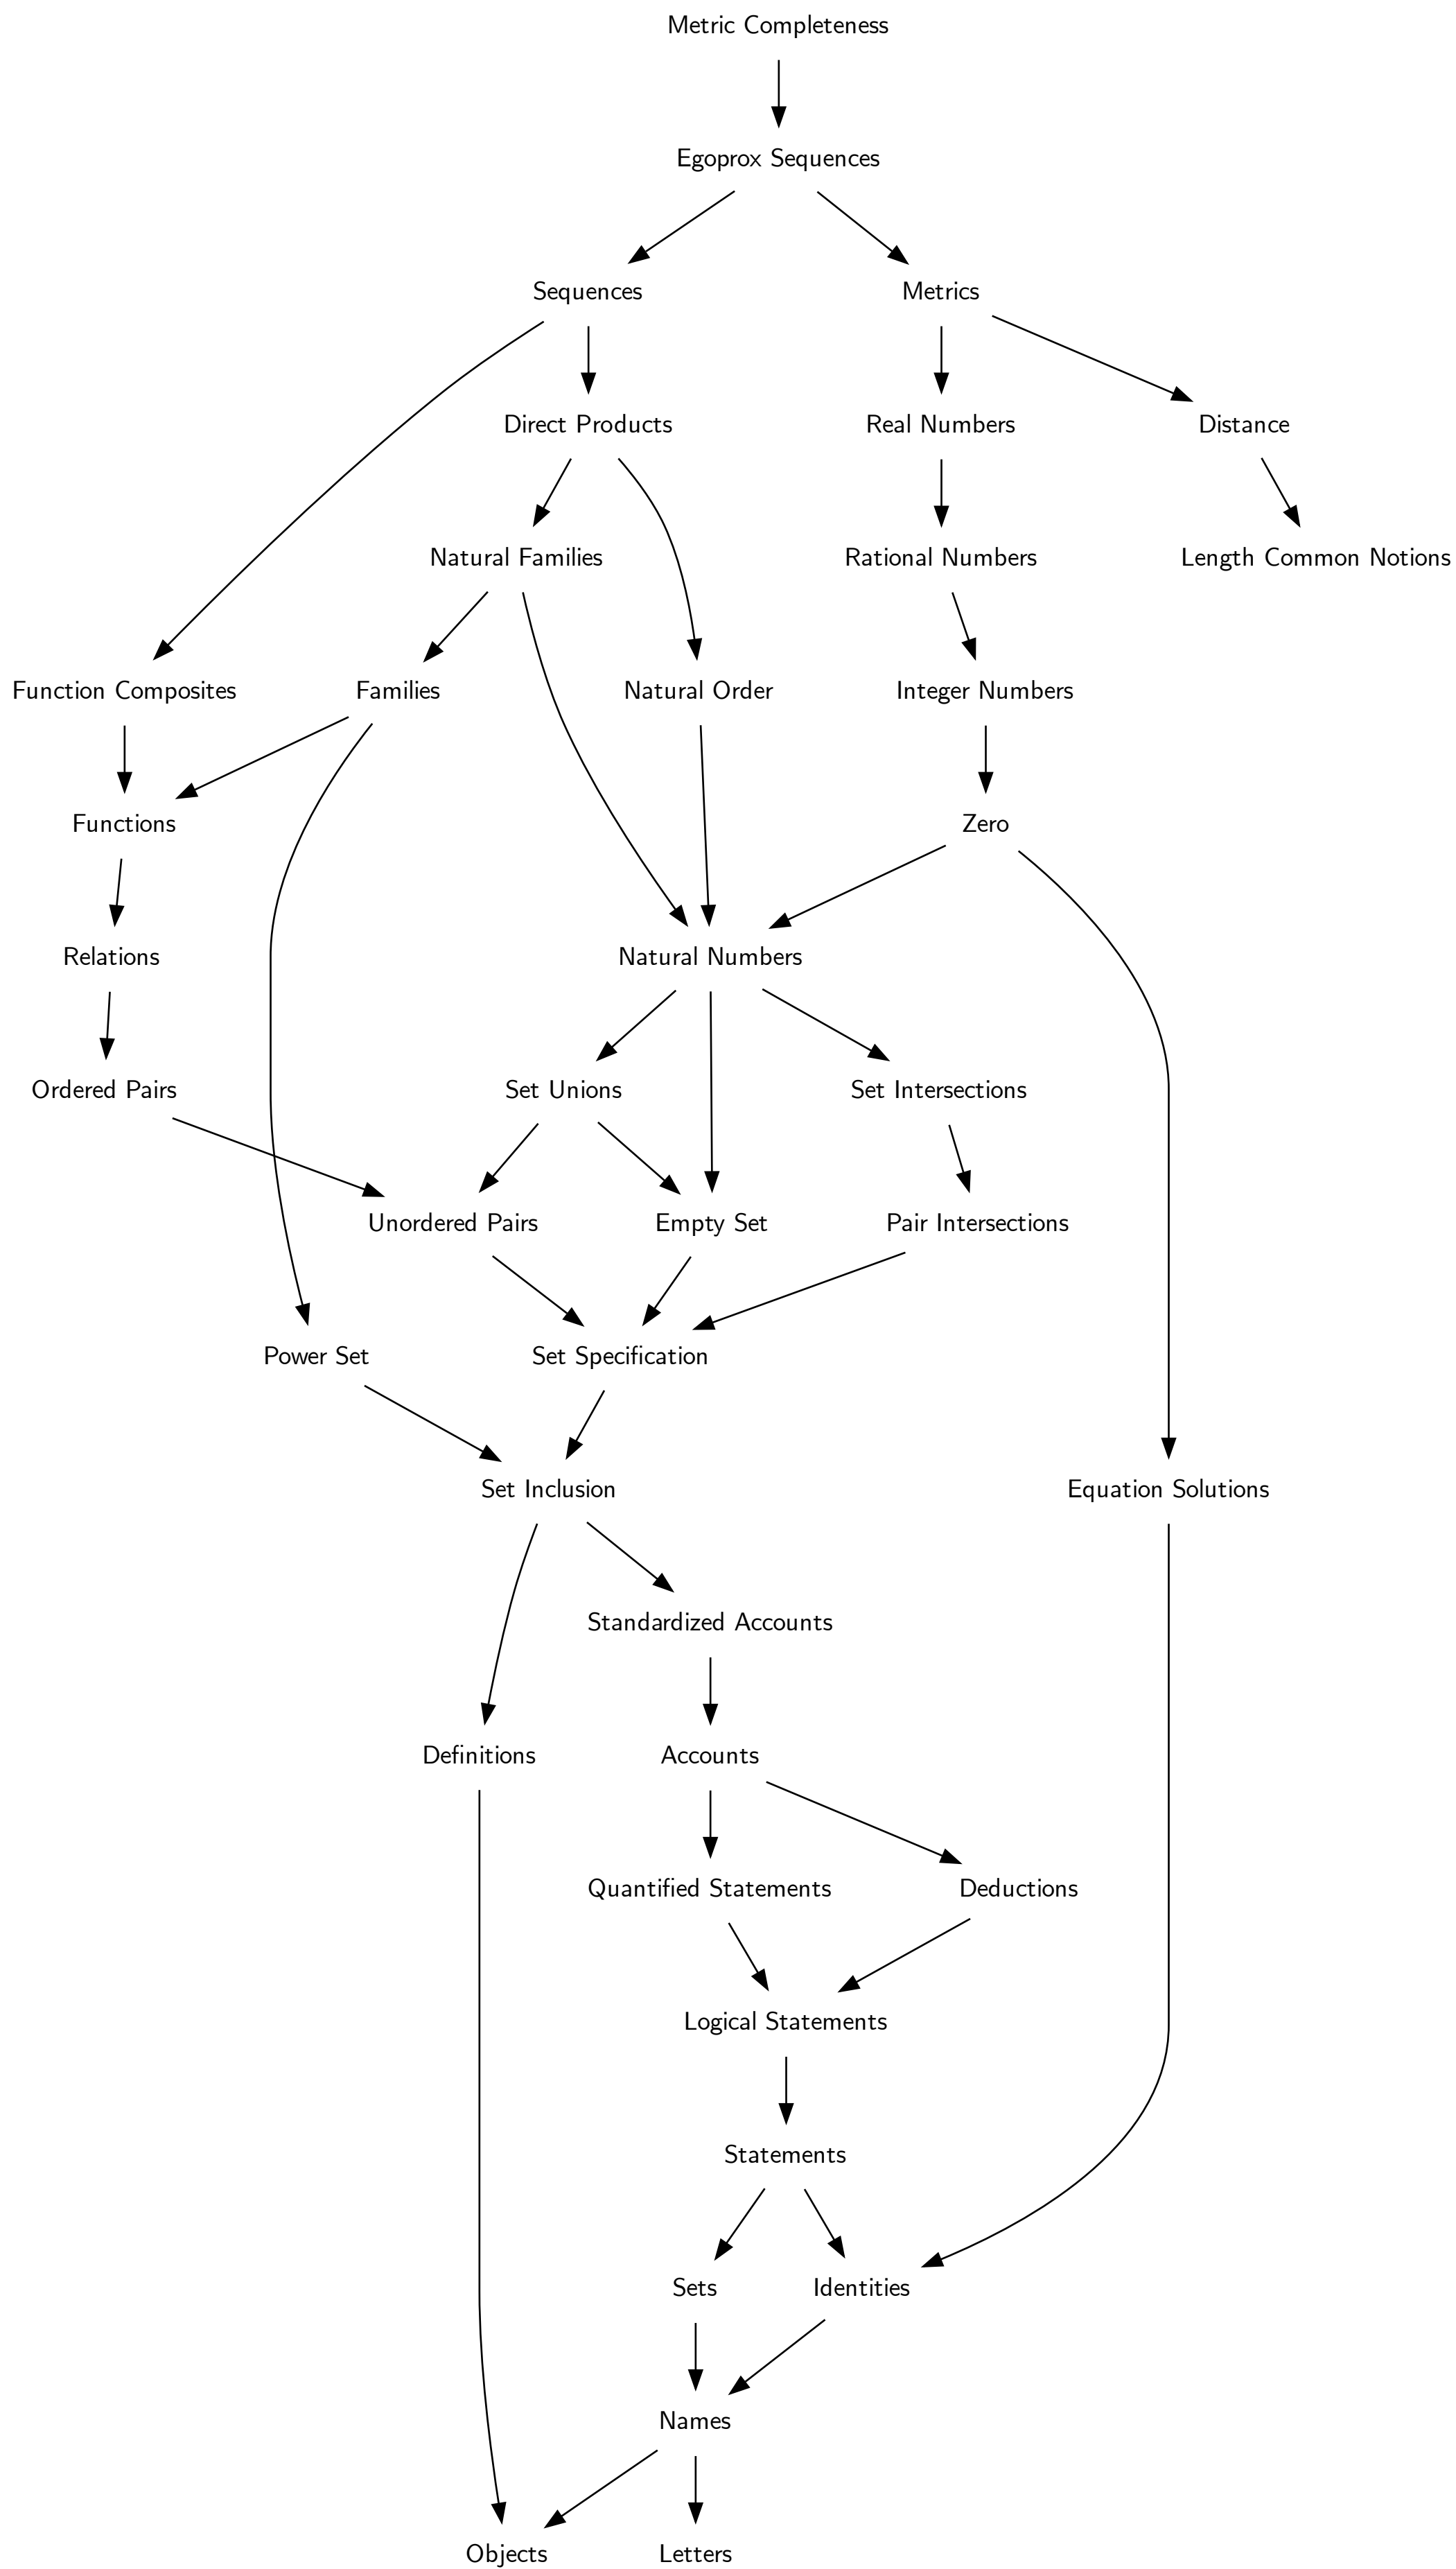 Metric Completeness
Egoprox Sequences
Sequences
Metrics
Direct Products
Real Numbers
Distance
Natural Families
Rational Numbers
Length Common Notions
Function Composites
Families
Natural Order
Integer Numbers
Functions
Zero
Relations
Natural Numbers
Ordered Pairs
Set Unions
Set Intersections
Unordered Pairs
Empty Set
Pair Intersections
Power Set
Set Specification
Set Inclusion
Equation Solutions
Standardized Accounts
Definitions
Accounts
Quantified Statements
Deductions
Logical Statements
Statements
Sets
Identities
Names
Objects
Letters